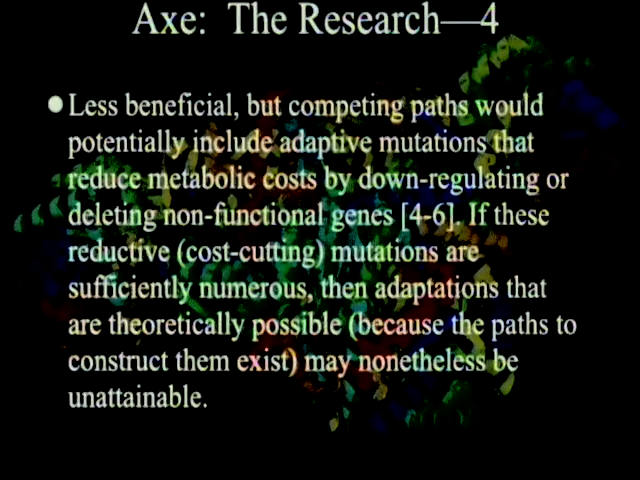 Axe: The Research—4
Less beneficial, but competing paths would
potentially include adaptive mutations that
reduce metabolic costs by down-regulating or
deleting non-functional genes [4-6]. If these
reductive (cost-cutting) mutations are
sufficiently numerous, then adaptations that
are theoretically possible (because the paths to
construct them exist) may nonetheless be
unattainable.